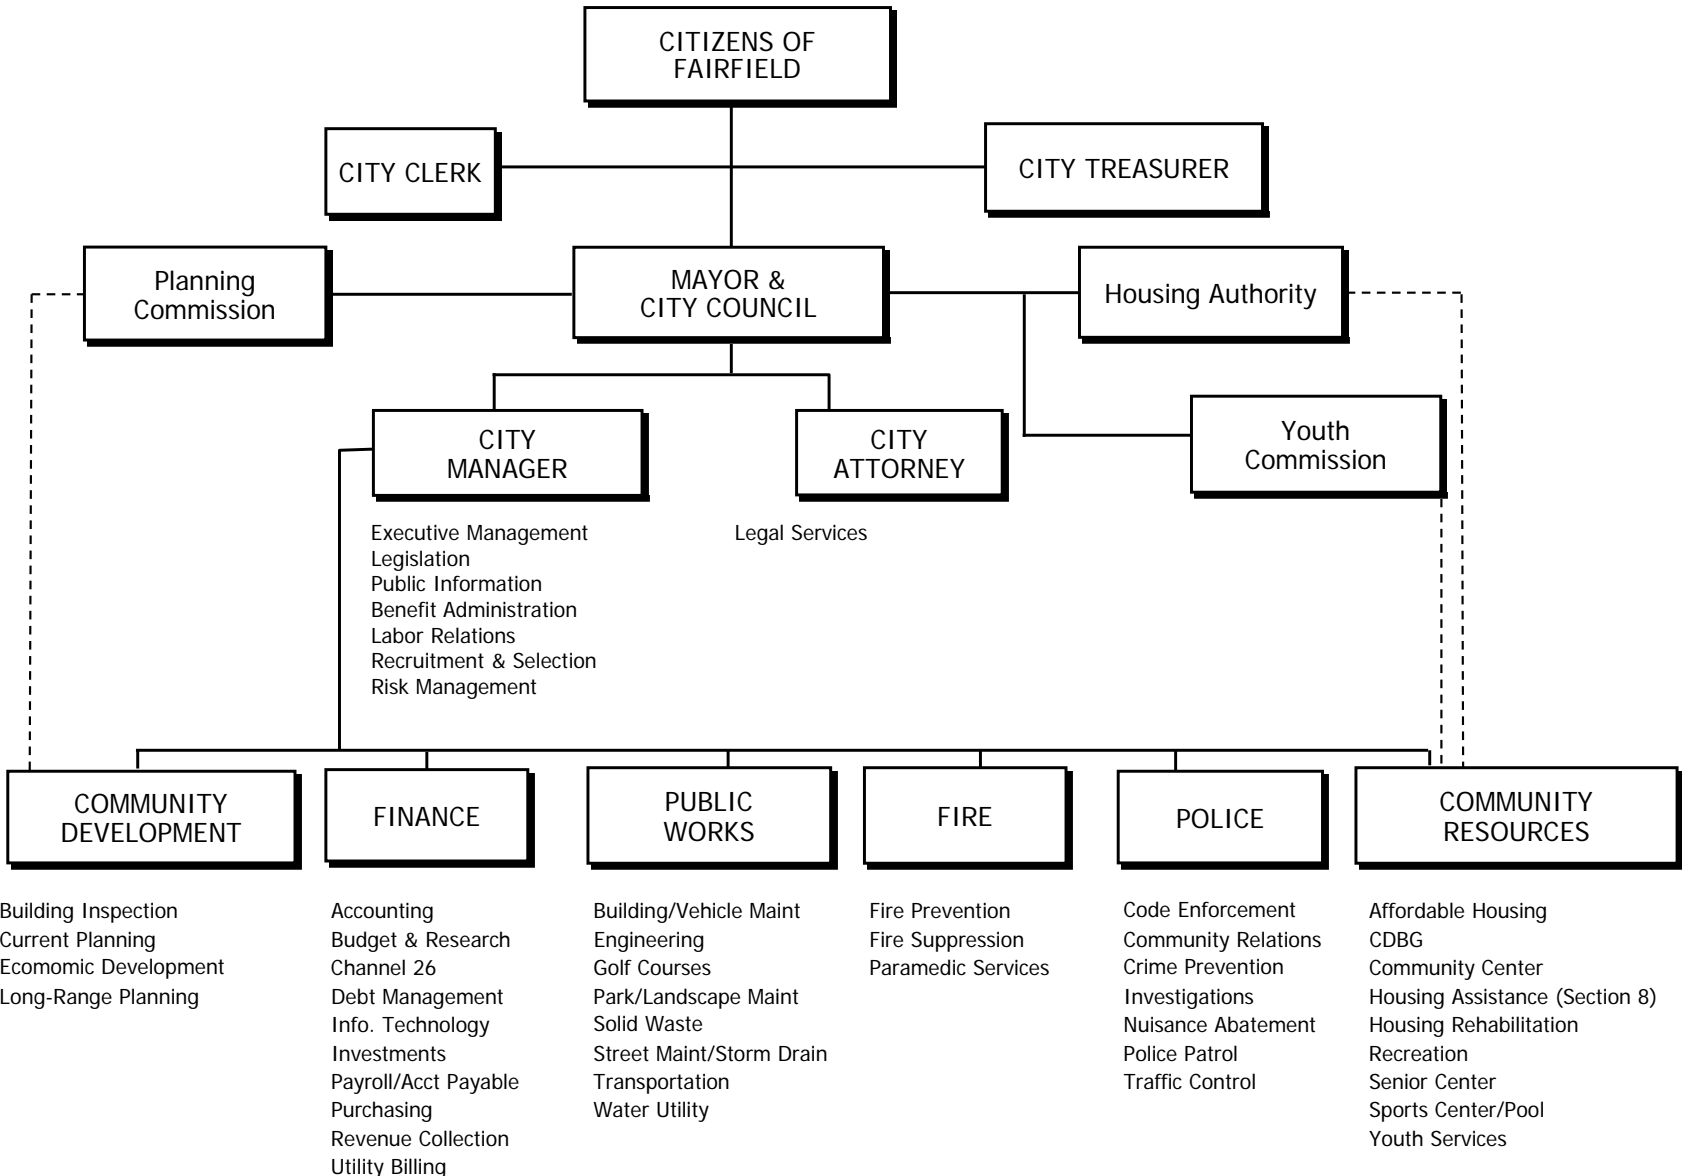 CITIZENS OF
FAIRFIELD
CITY CLERK
CITY TREASURER
Planning
Commission
MAYOR &
CITY COUNCIL
Housing Authority
CITY
MANAGER
CITY
ATTORNEY
Youth
Commission
Executive Management
Legislation
Public Information
Benefit Administration
Labor Relations
Recruitment & Selection
Risk Management
Legal Services
COMMUNITY
DEVELOPMENT
FINANCE
PUBLIC
WORKS
FIRE
POLICE
COMMUNITY
RESOURCES
Building Inspection
Current Planning
Ecomomic Development
Long-Range Planning
Accounting
Budget & Research
Channel 26
Debt Management
Info. Technology
Investments
Payroll/Acct Payable
Purchasing
Revenue Collection
Utility Billing
Building/Vehicle Maint
Engineering
Golf Courses
Park/Landscape Maint
Solid Waste
Street Maint/Storm Drain
Transportation
Water Utility
Fire Prevention
Fire Suppression
Paramedic Services
Code Enforcement
Community Relations
Crime Prevention
Investigations
Nuisance Abatement
Police Patrol
Traffic Control
Affordable Housing
CDBG
Community Center
Housing Assistance (Section 8)
Housing Rehabilitation
Recreation
Senior Center
Sports Center/Pool
Youth Services